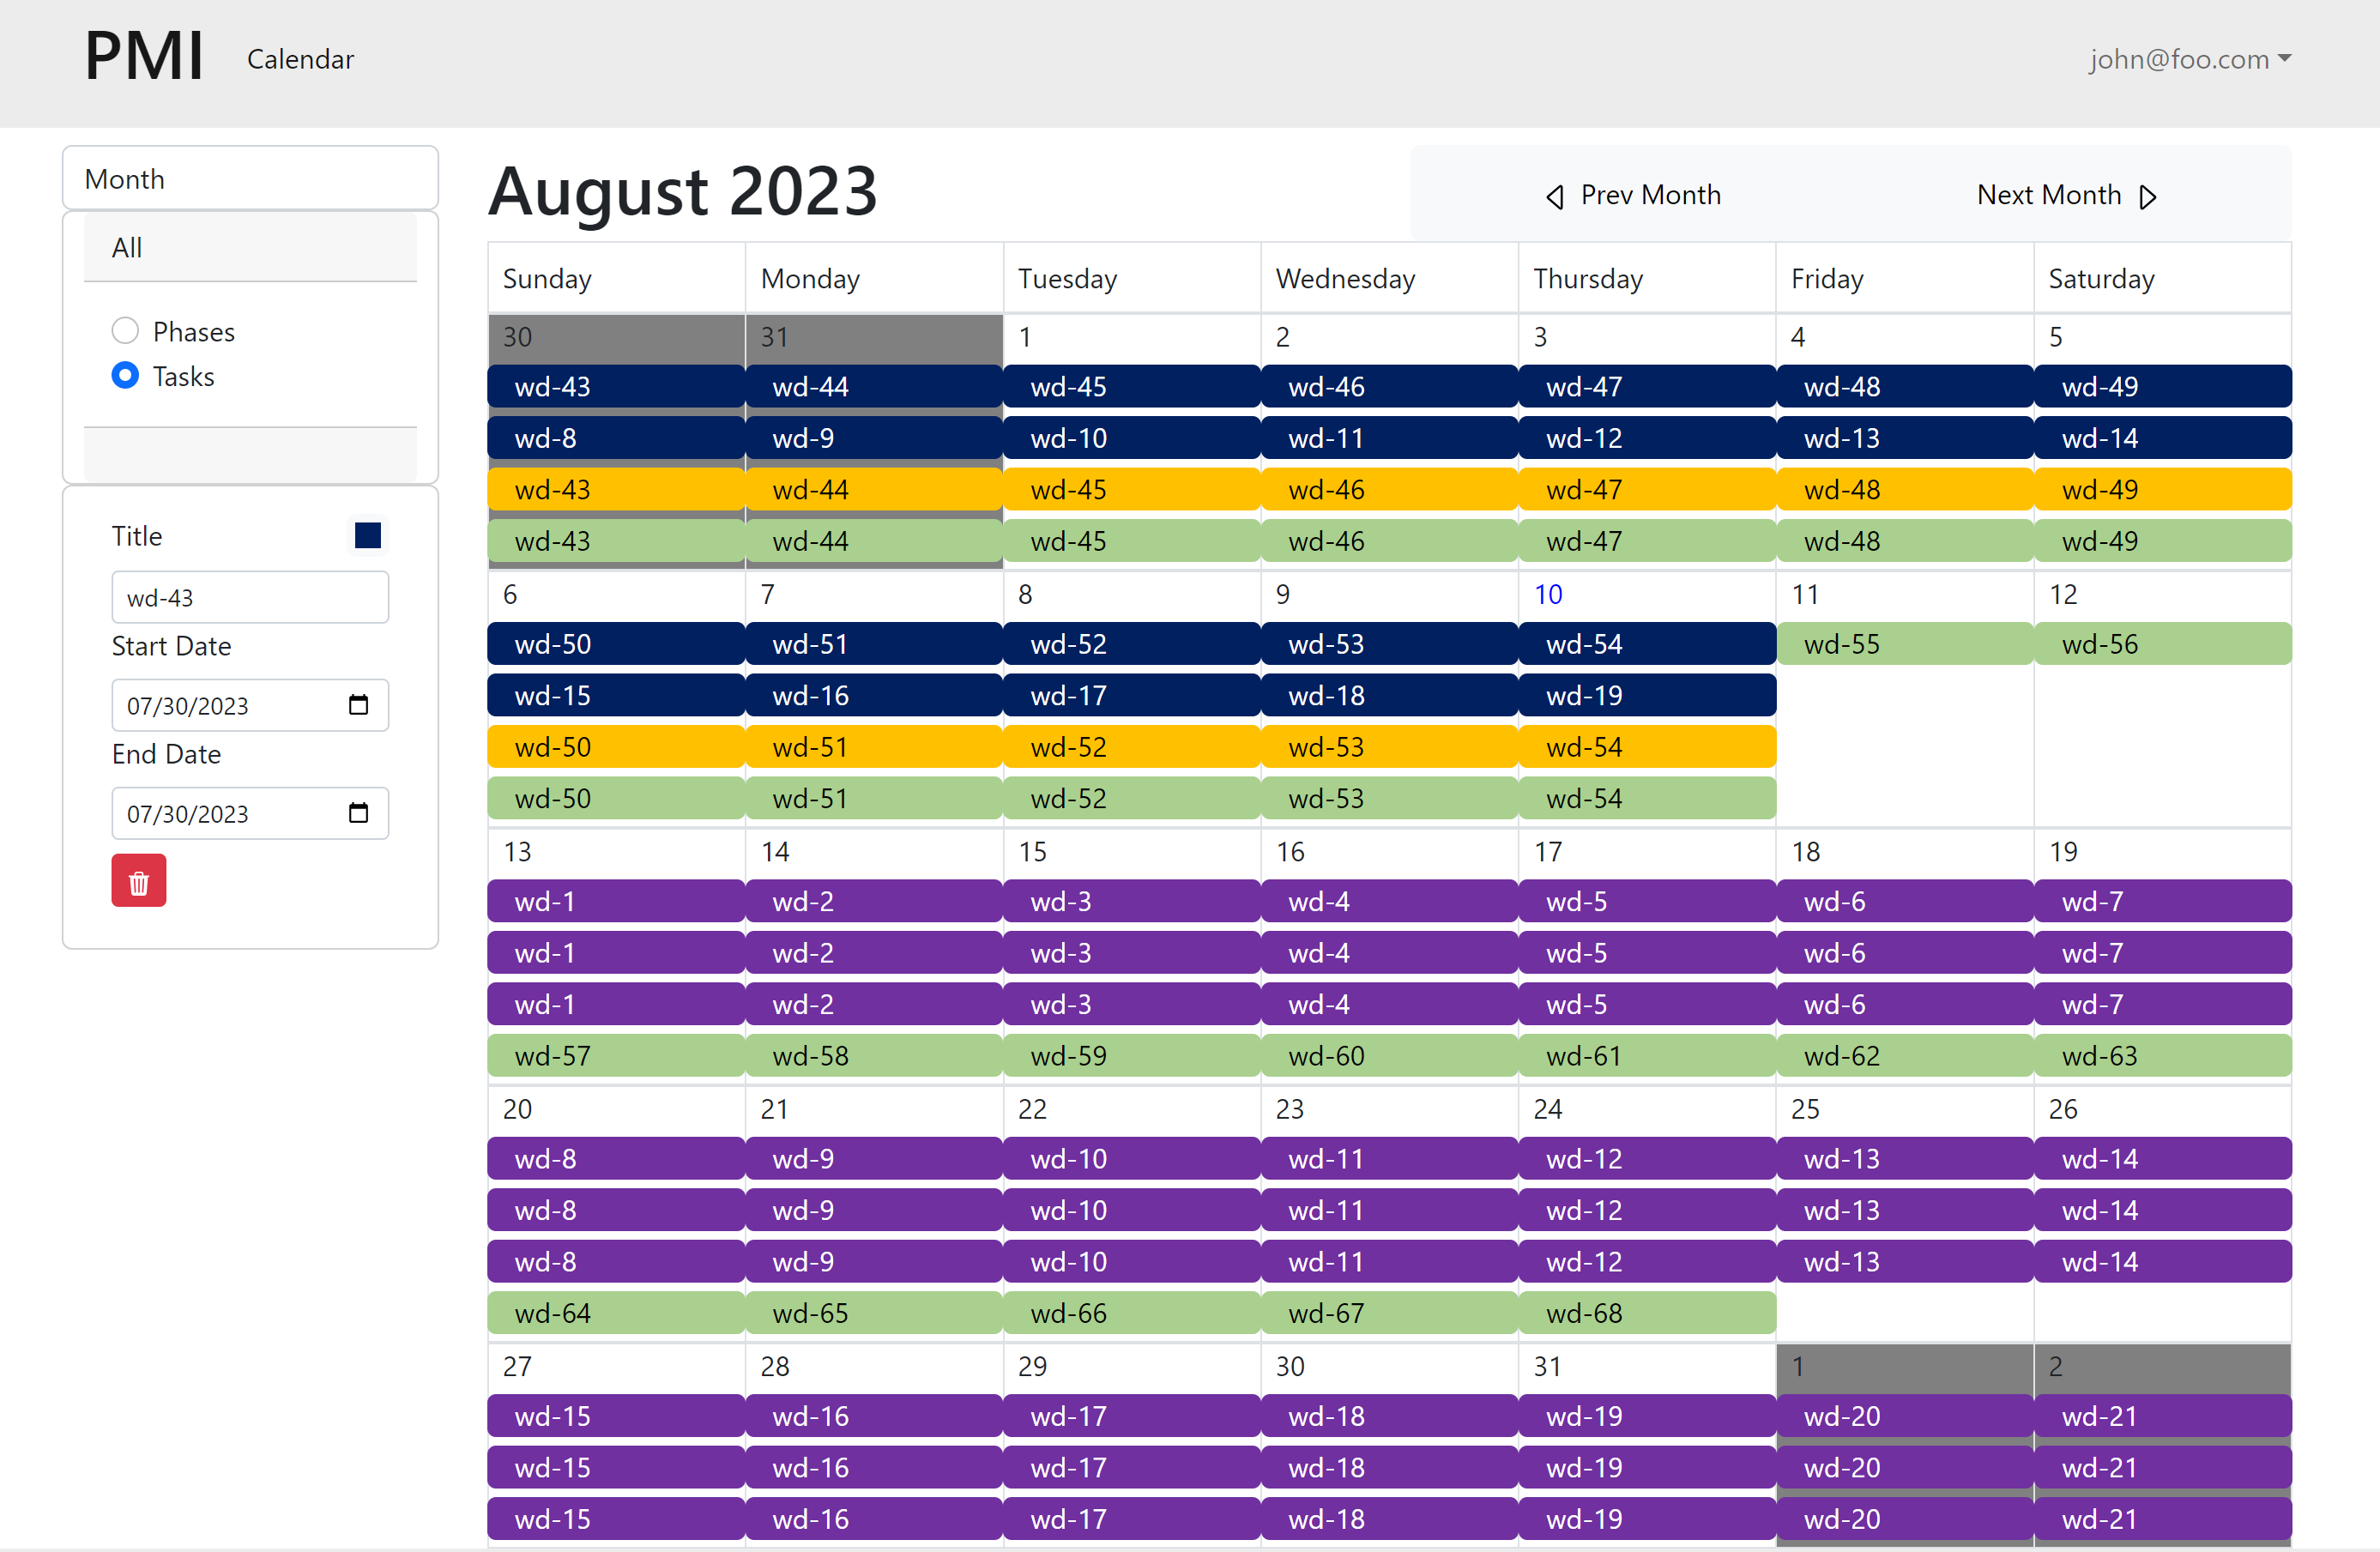 PMI Calendar john@foo.com
Month
All
Phases
Tasks
Title
wd-43
Start Date
07/30/2023
End Date
07/30/2023
August 2023
Prev Month Next Month
Sunday Monday Tuesday Wednesday Thursday Friday Saturday
30 31 1 2 3 4 5
wd-43 wd-44 wd-45 wd-46 wd-47 wd-48 wd-49
wd-8 wd-9 wd-10 wd-11 wd-12 wd-13 wd-14
wd-43 wd-44 wd-45 wd-46 wd-47 wd-48 wd-49
wd-43 wd-44 wd-45 wd-46 wd-47 wd-48 wd-49
6 7 8 9 10 11 12
wd-50 wd-51 wd-52 wd-53 wd-54 wd-55 wd-56
wd-15 wd-16 wd-17 wd-18 wd-19
wd-50 wd-51 wd-52 wd-53 wd-54
wd-50 wd-51 wd-52 wd-53 wd-54
13 14 15 16 17 18 19
wd-1 wd-2 wd-3 wd-4 wd-5 wd-6 wd-7
wd-1 wd-2 wd-3 wd-4 wd-5 wd-6 wd-7
wd-1 wd-2 wd-3 wd-4 wd-5 wd-6 wd-7
wd-57 wd-58 wd-59 wd-60 wd-61 wd-62 wd-63
20 21 22 23 24 25 26
wd-8 wd-9 wd-10 wd-11 wd-12 wd-13 wd-14
wd-8 wd-9 wd-10 wd-11 wd-12 wd-13 wd-14
wd-8 wd-9 wd-10 wd-11 wd-12 wd-13 wd-14
wd-64 wd-65 wd-66 wd-67 wd-68
27 28 29 30 31 1 2
wd-15 wd-16 wd-17 wd-18 wd-19 wd-20 wd-21
wd-15 wd-16 wd-17 wd-18 wd-19 wd-20 wd-21
wd-15 wd-16 wd-17 wd-18 wd-19 wd-20 wd-21